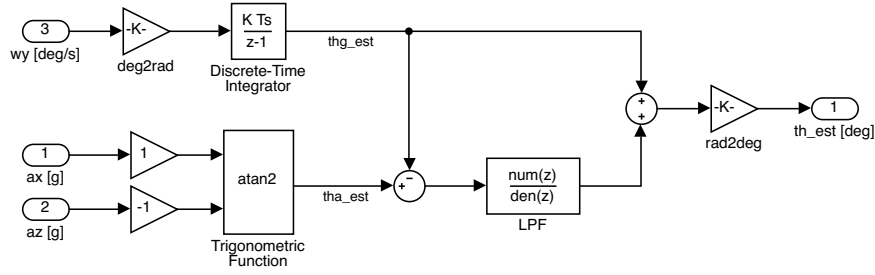 3
wy [deg/s]
-K-
deg2rad
K Ts
z-1
Discrete-Time
Integrator
thg_est
1
ax [g]
1
2
az [g]
-1
atan2
Trigonometric
Function
tha_est
+
−
num(z)
den(z)
LPF
+
+
-K-
rad2deg
1
th_est [deg]